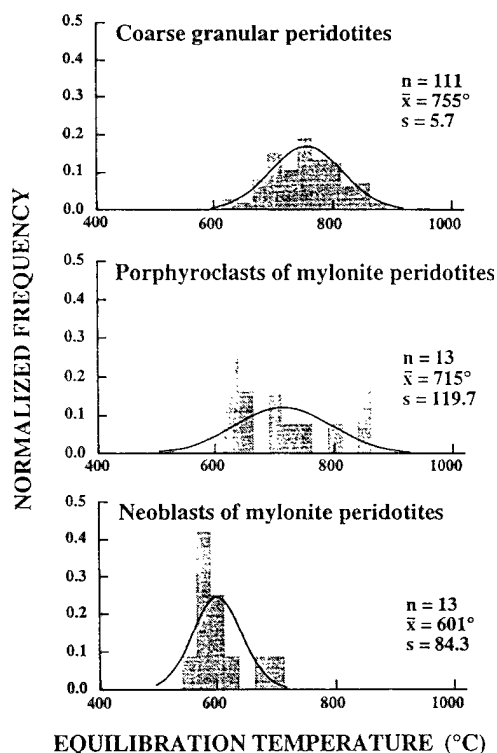 Coarse granular peridotites
0.5
0.4
0.3
0.2
0.1
0.0
n = 111
x̄ = 755°
s = 5.7
400 600 800 1000
Porphyroclasts of mylonite peridotites
0.5
0.4
0.3
0.2
0.1
0.0
n = 13
x̄ = 715°
s = 119.7
400 600 800 1000
Neoblasts of mylonite peridotites
0.5
0.4
0.3
0.2
0.1
0.0
n = 13
x̄ = 601°
s = 84.3
400 600 800 1000
NORMALIZED FREQUENCY
EQUILIBRATION TEMPERATURE (°C)